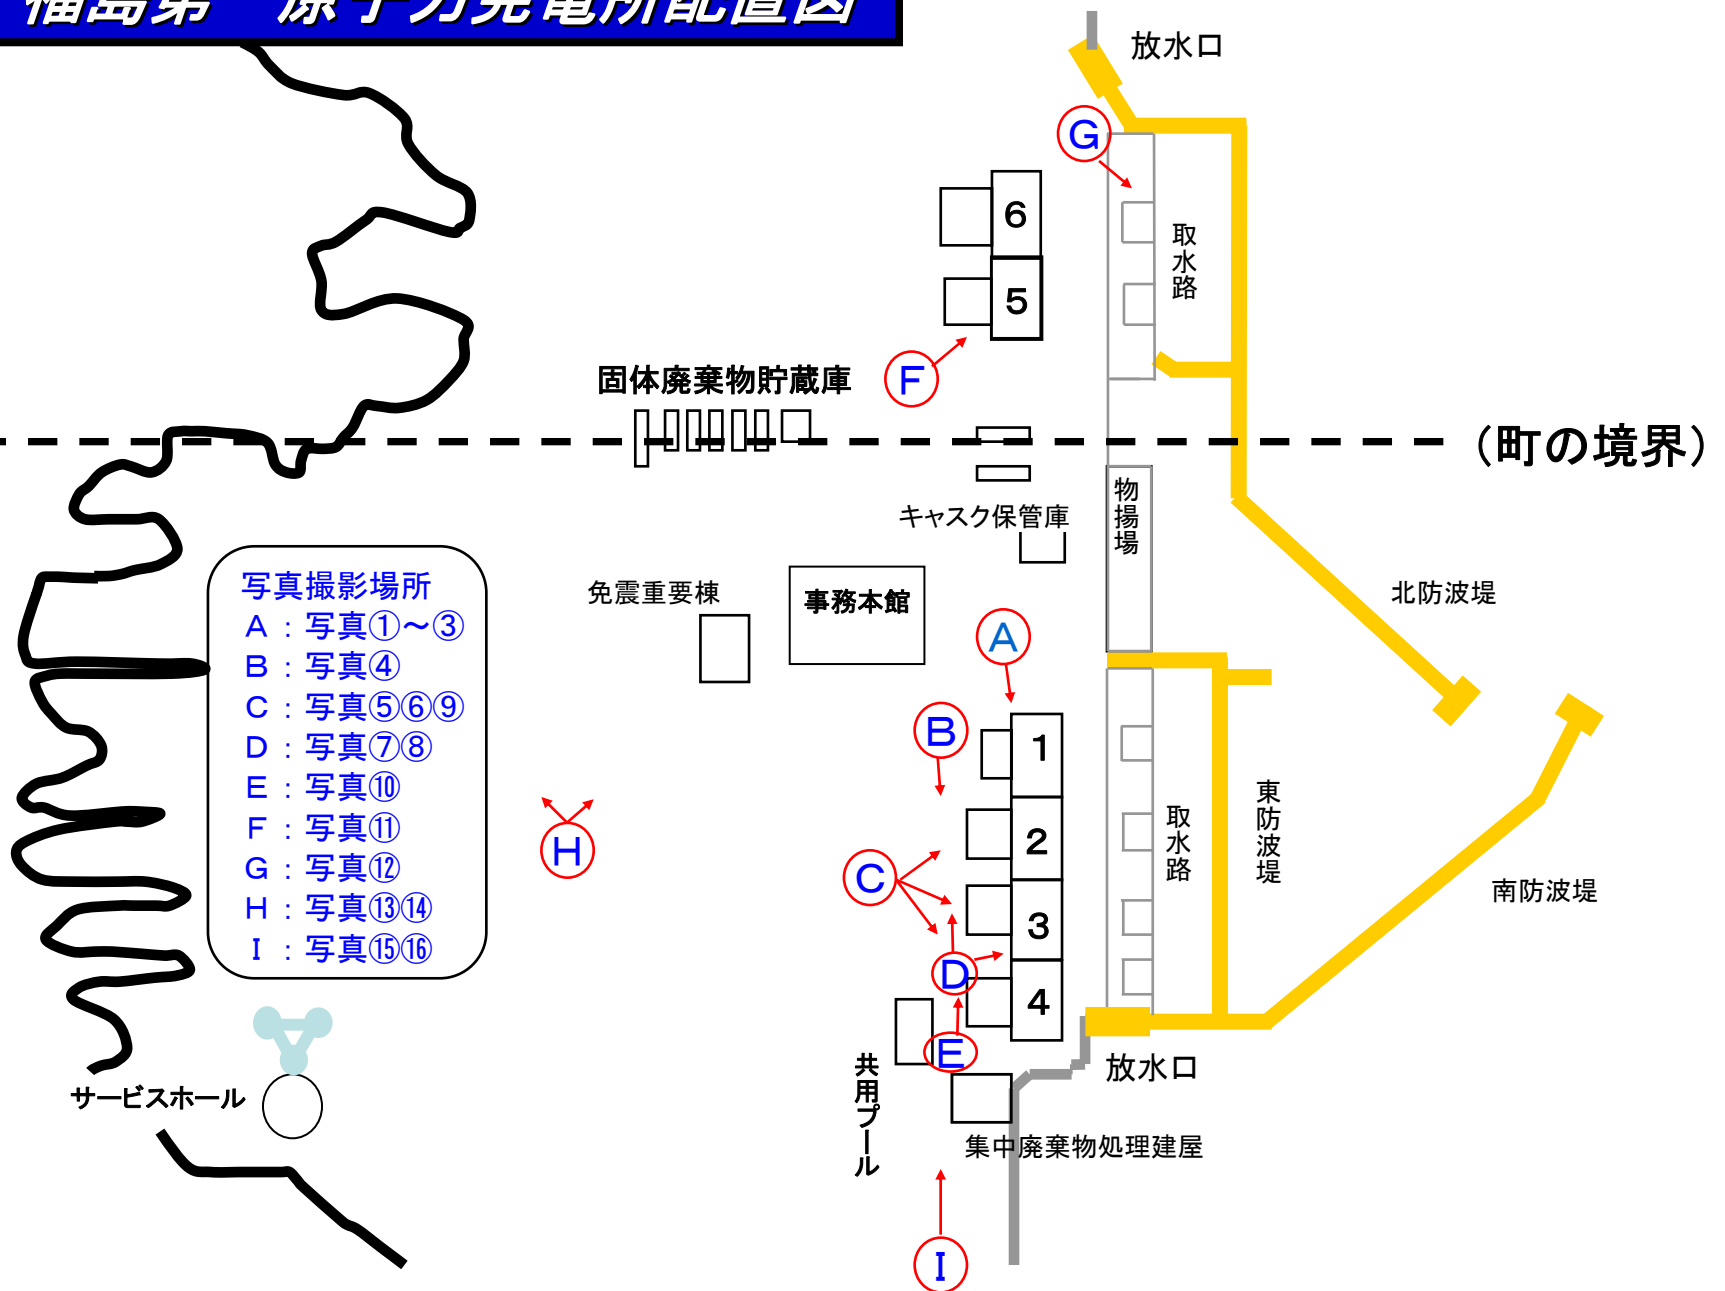 福島第一原子力発電所配置図
放水口
G
6
取水路
5
固体廃棄物貯蔵庫
F
（町の境界）
物揚場
キャスク保管庫
免震重要棟
事務本館
北防波堤
写真撮影場所
A：写真①～③
B：写真④
C：写真⑤⑥⑨
D：写真⑦⑧
E：写真⑩
F：写真⑪
G：写真⑫
H：写真⑬⑭
I：写真⑮⑯
A
B
1
H
2
取水路
東防波堤
C
南防波堤
3
D
4
E
共用プール
放水口
サービスホール
集中廃棄物処理建屋
I